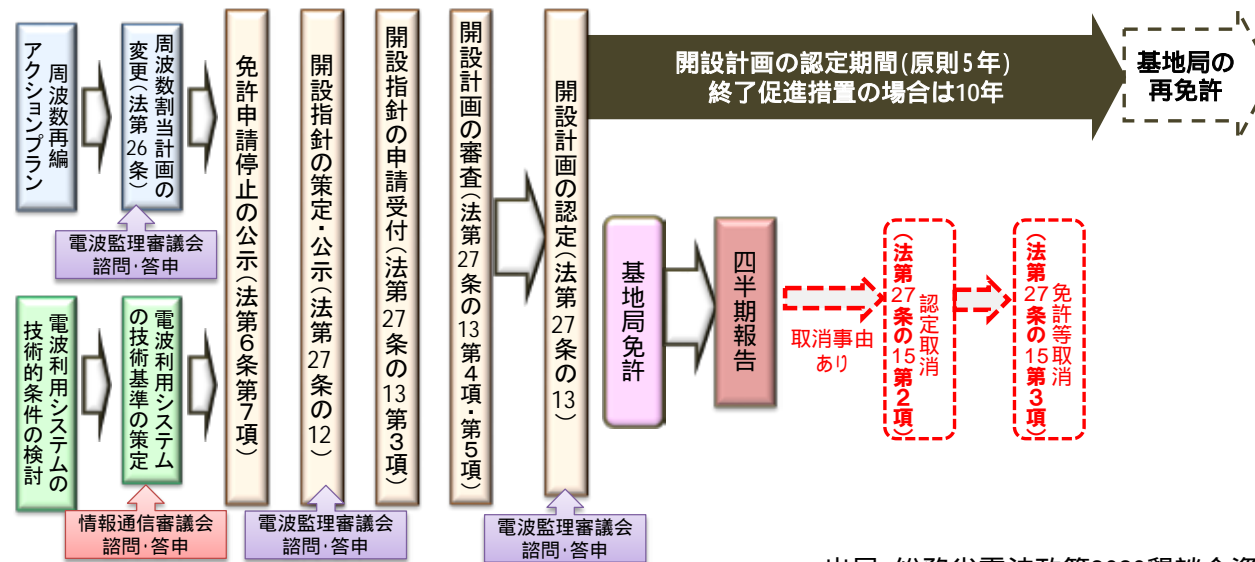 周波数再編
アクションプラン
周波数割当計画の
変更(法第26条)
電波監理審議会
諮問・答申
電波利用システムの
技術的条件の検討
電波利用システム
の技術基準の策定
情報通信審議会
諮問・答申
免許申請停止の公示(法第6条第7項)
開設指針の策定・公示(法第27条の12)
電波監理審議会
諮問・答申
開設指針の申請受付(法第27条の13第3項)
開設計画の審査(法第27条の13第4項・第5項)
開設計画の認定(法第27条の13)
電波監理審議会
諮問・答申
開設計画の認定期間(原則5年)
終了促進措置の場合は10年
基地局の
再免許
基地局免許
四半期報告
取消事由
あり
認定取消
(法第27条の15第2項)
免許等取消
(法第27条の15第3項)